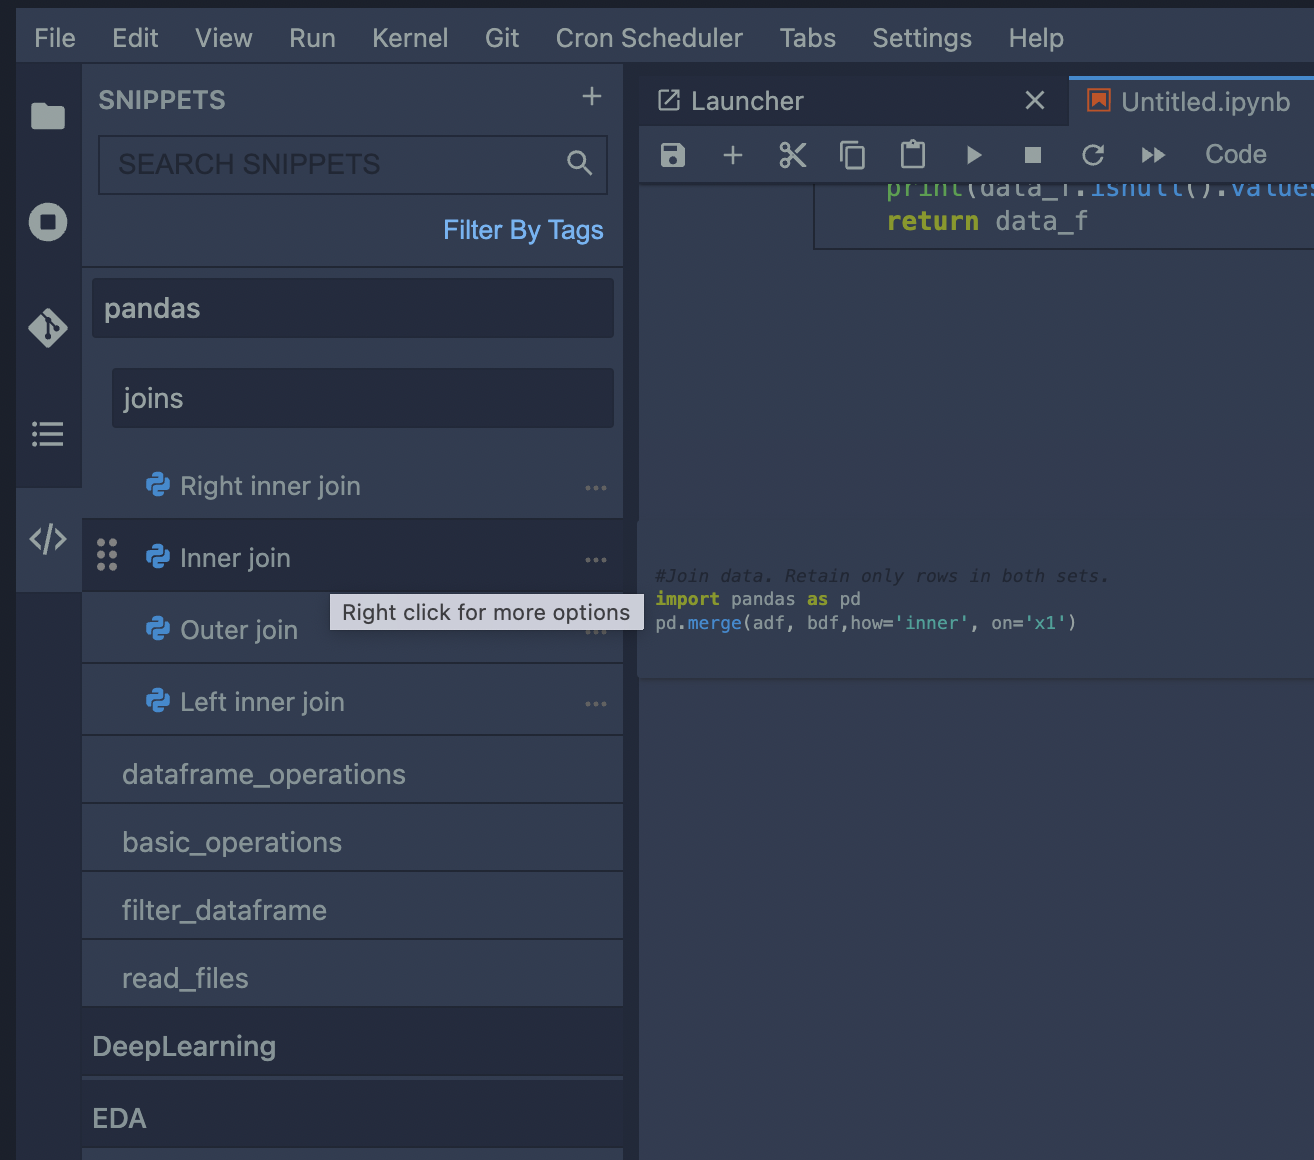 File Edit View Run Kernel Git Cron Scheduler Tabs Settings Help
SNIPPETS
SEARCH SNIPPETS
Filter By Tags
pandas
joins
Right inner join
Inner join
Right click for more options
Outer join
Left inner join
dataframe_operations
basic_operations
filter_dataframe
read_files
DeepLearning
EDA
Launcher
Untitled.ipynb
Code
print(data_f.isnull().values
return data_f
#Join data. Retain only rows in both sets.
import pandas as pd
pd.merge(adf, bdf,how='inner', on='x1')